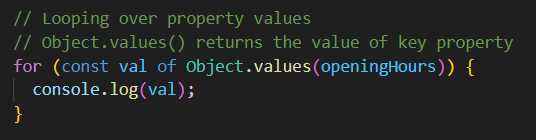 // Looping over property values
// Object.values() returns the value of key property
for (const val of Object.values(openingHours)) {
  console.log(val);
}